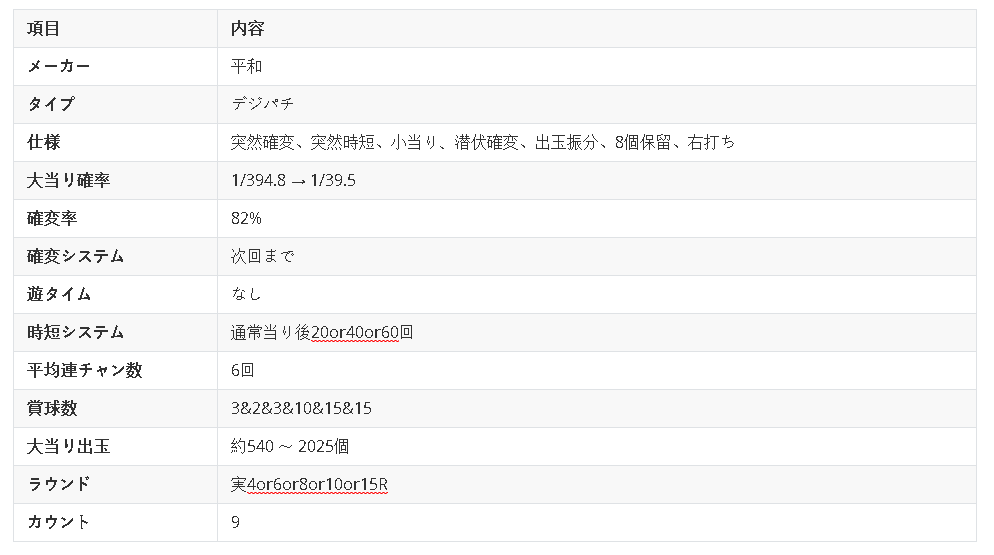 項目 内容
メーカー 平和
タイプ デジパチ
仕様 突然確変、突然時短、小当り、潜伏確変、出玉振分、8個保留、右打ち
大当り確率 1/394.8 → 1/39.5
確変率 82%
確変システム 次回まで
遊タイム なし
時短システム 通常当り後20or40or60回
平均連チャン数 6回
賞球数 3&2&3&10&15&15
大当り出玉 約540 ～ 2025個
ラウンド 実4or6or8or10or15R
カウント 9